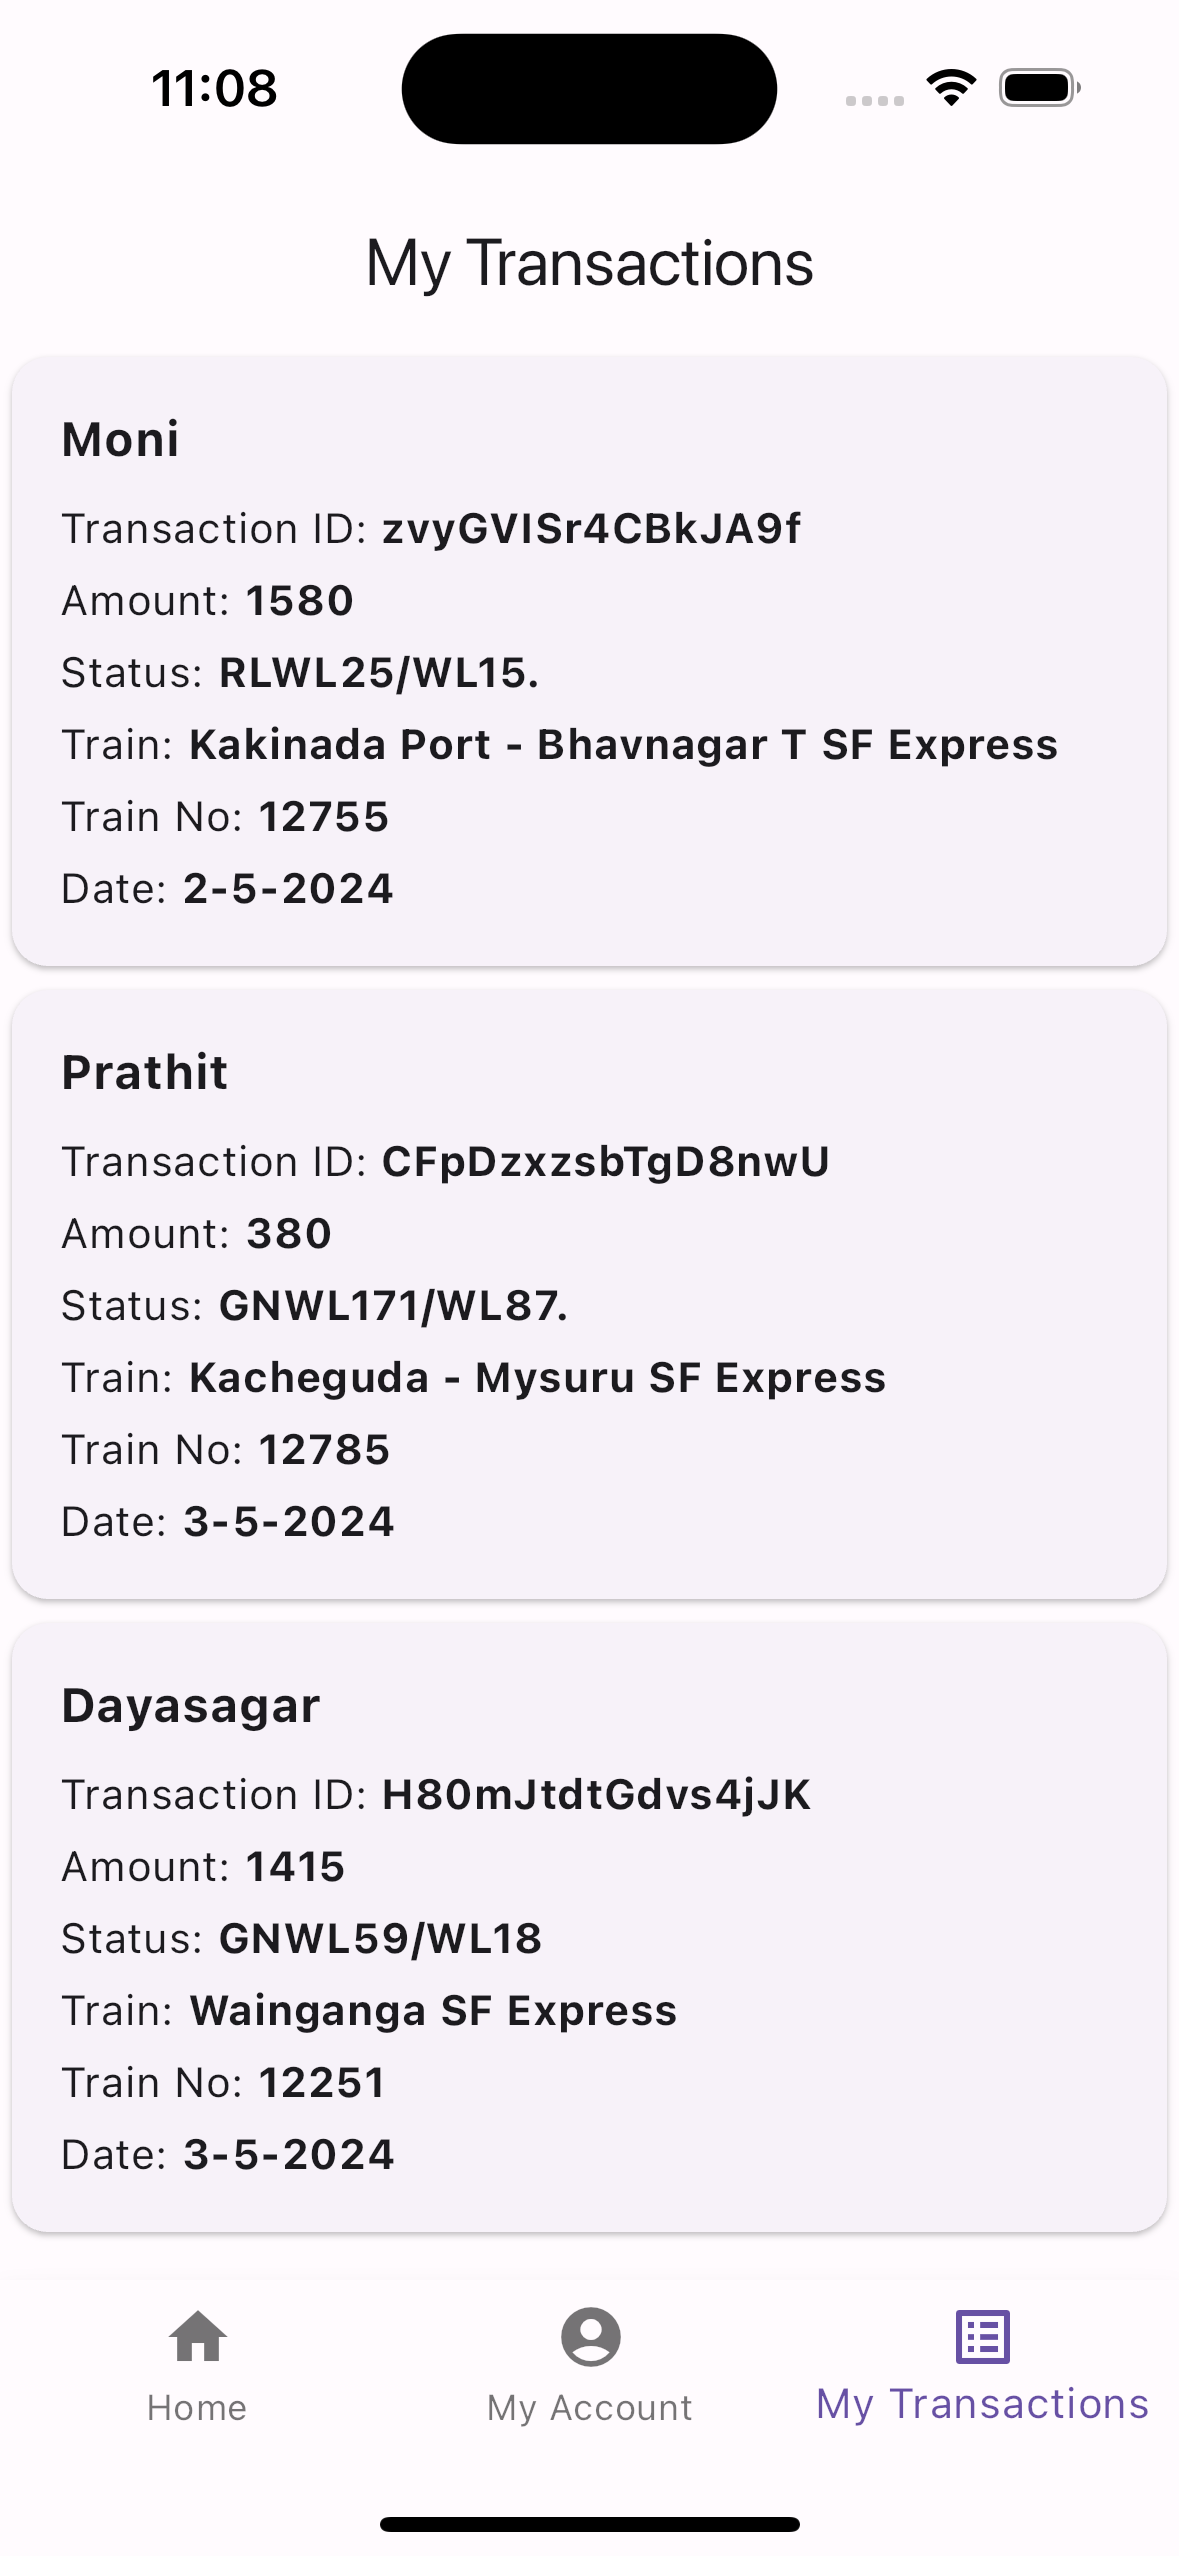 11:08
My Transactions
Moni
Transaction ID: zvyGVISr4CBkJA9f
Amount: 1580
Status: RLWL25/WL15.
Train: Kakinada Port - Bhavnagar T SF Express
Train No: 12755
Date: 2-5-2024
Prathit
Transaction ID: CFpDzxzsbTgD8nwU
Amount: 380
Status: GNWL171/WL87.
Train: Kacheguda - Mysuru SF Express
Train No: 12785
Date: 3-5-2024
Dayasagar
Transaction ID: H80mJtdtGdvs4jJK
Amount: 1415
Status: GNWL59/WL18
Train: Wainganga SF Express
Train No: 12251
Date: 3-5-2024
Home
My Account
My Transactions